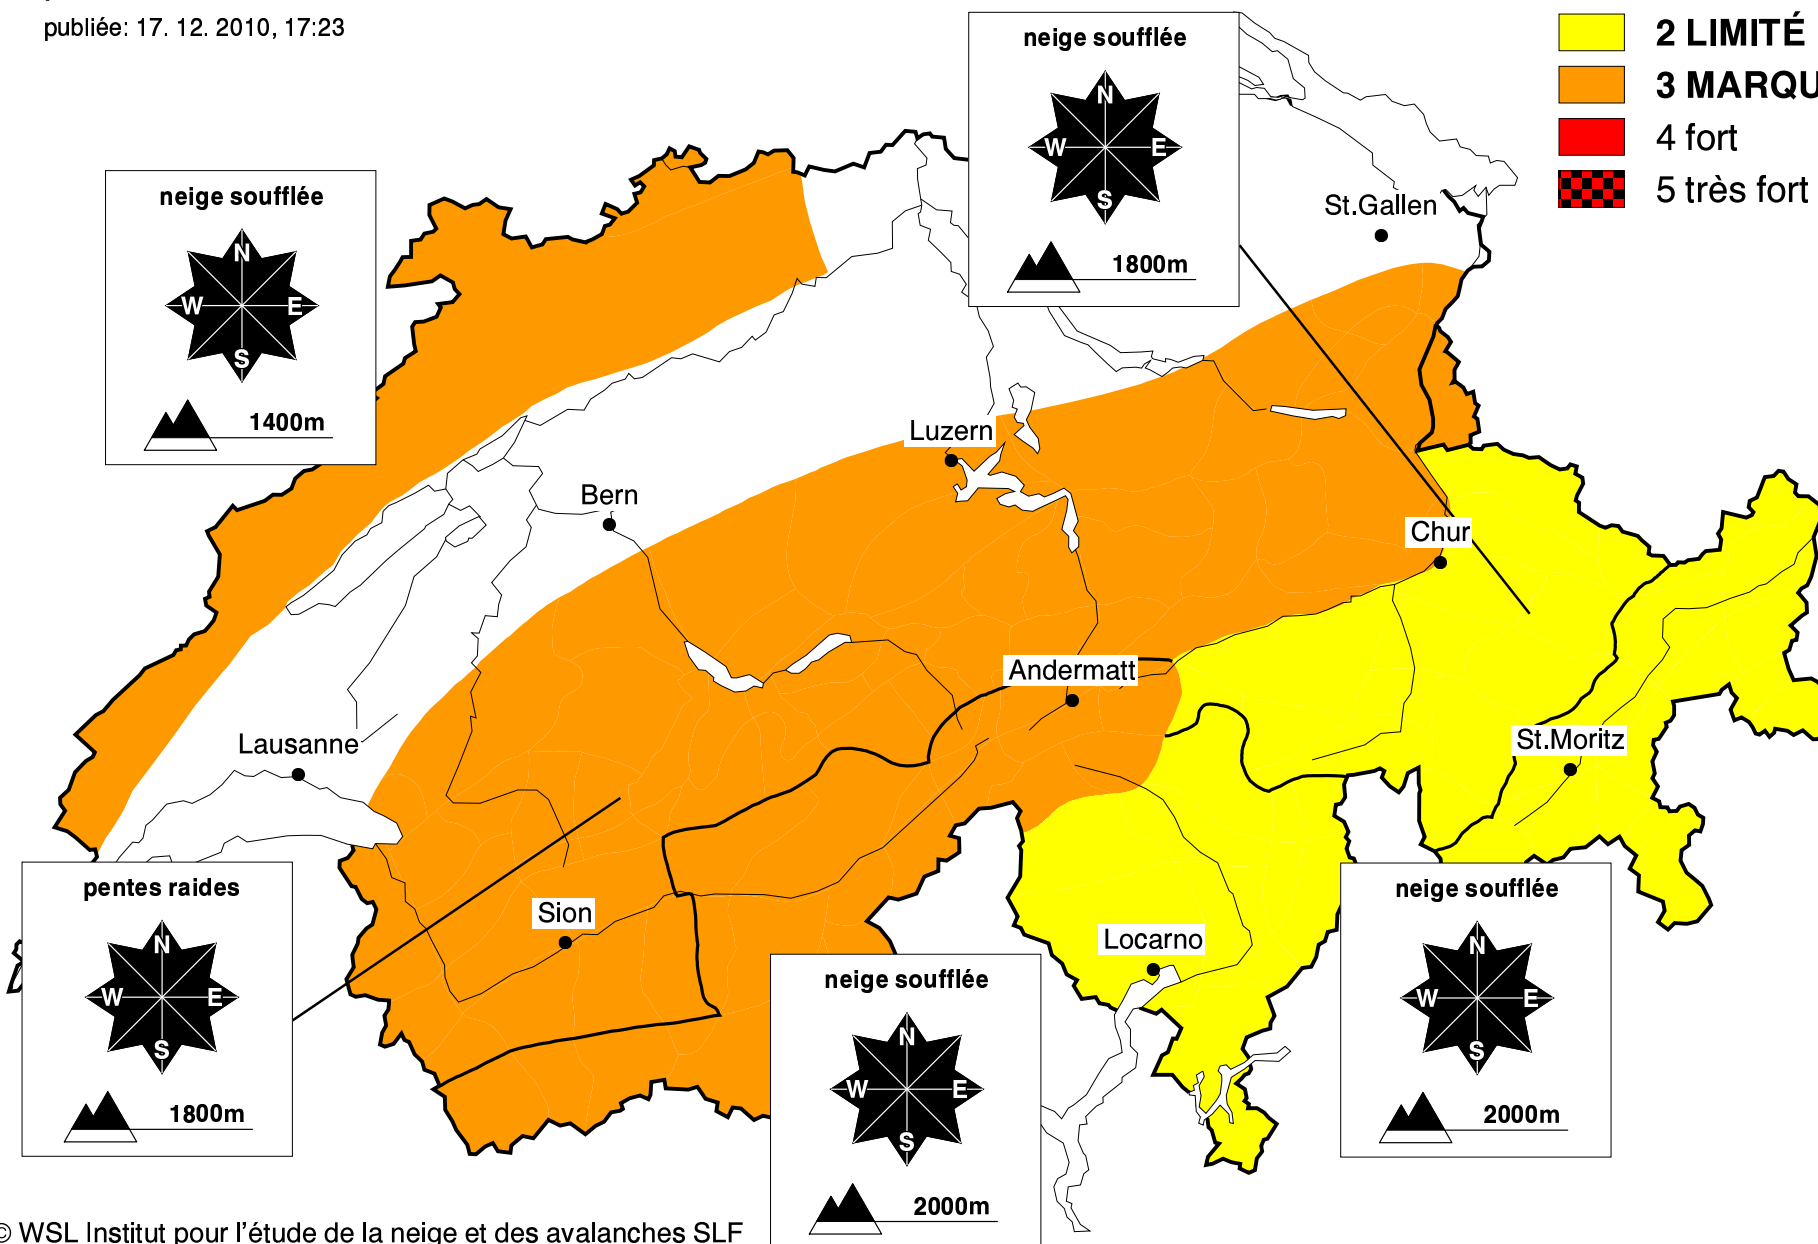 publiée: 17. 12. 2010, 17:23
2 LIMITÉ
3 MARQU
4 fort
5 très fort
neige soufflée
N
W E
S
1800m
neige soufflée
N
W E
S
1400m
St.Gallen
Luzern
Bern
Chur
Andermatt
St.Moritz
Lausanne
Sion
Locarno
pentes raides
N
W E
S
1800m
neige soufflée
N
W E
S
2000m
neige soufflée
N
W E
S
2000m
© WSL Institut pour l'étude de la neige et des avalanches SLF